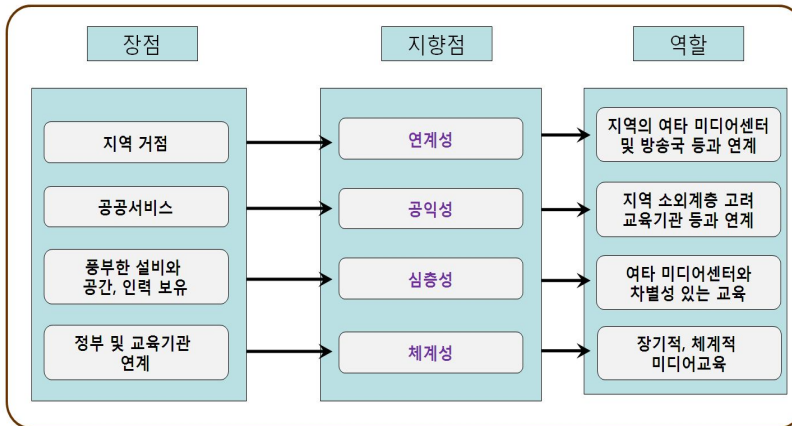 장점
지향점
역할
지역 거점
연계성
지역의 여타 미디어센터
및 방송국 등과 연계
공공서비스
공익성
지역 소외계층 고려
교육기관 등과 연계
풍부한 설비와
공간, 인력 보유
심층성
여타 미디어센터와
차별성 있는 교육
정부 및 교육기관
연계
체계성
장기적, 체계적
미디어교육